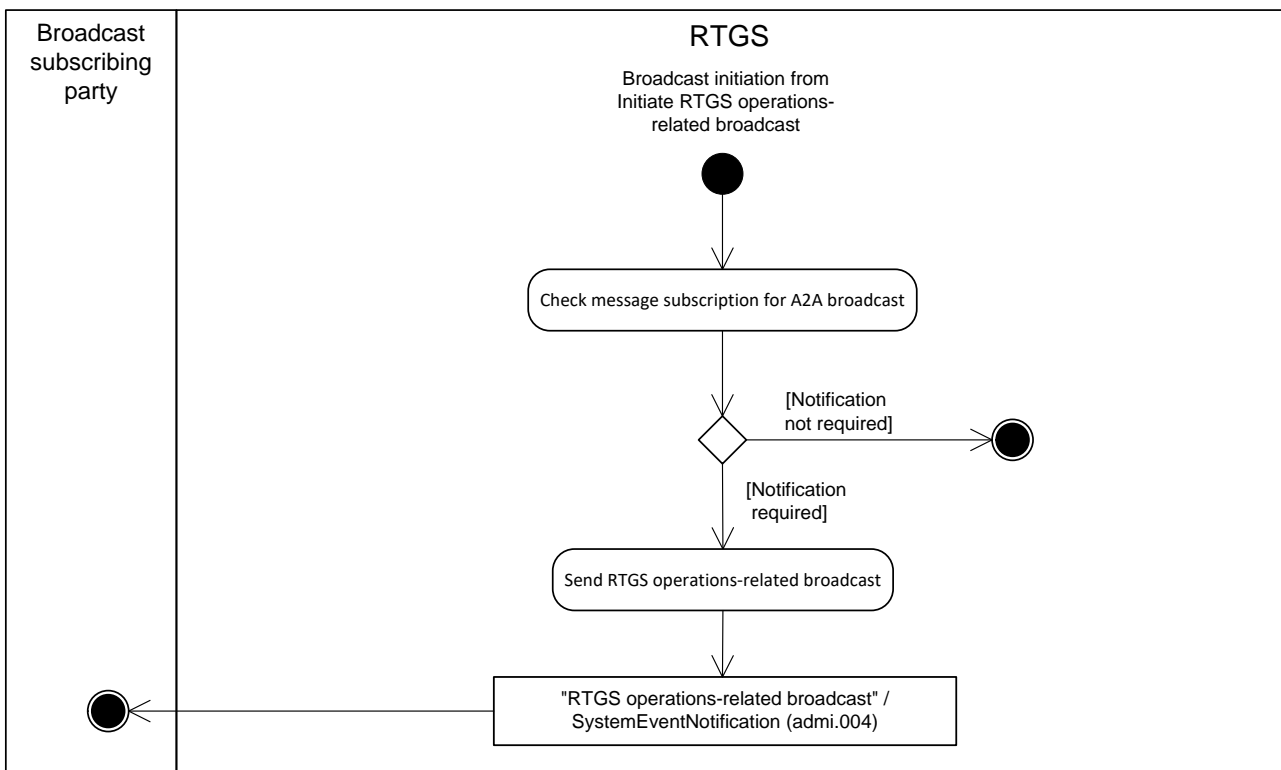 Broadcast
subscribing
party
RTGS
Broadcast initiation from
Initiate RTGS operations-
related broadcast
Check message subscription for A2A broadcast
[Notification
not required]
[Notification
required]
Send RTGS operations-related broadcast
"RTGS operations-related broadcast" /
SystemEventNotification (admi.004)